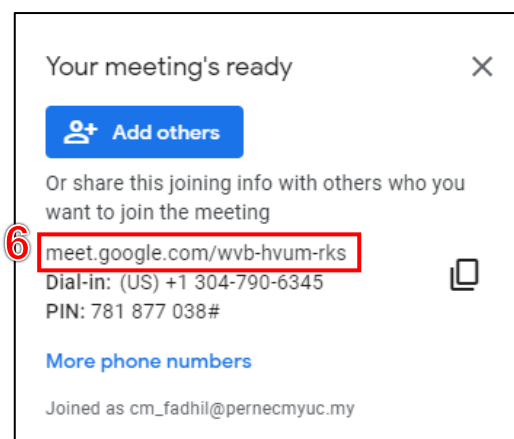 Your meeting's ready
Add others
Or share this joining info with others who you
want to join the meeting
6
meet.google.com/wvb-hvum-rks
Dial-in: (US) +1 304-790-6345
PIN: 781 877 038#
More phone numbers
Joined as cm_fadhil@pernecmyuc.my